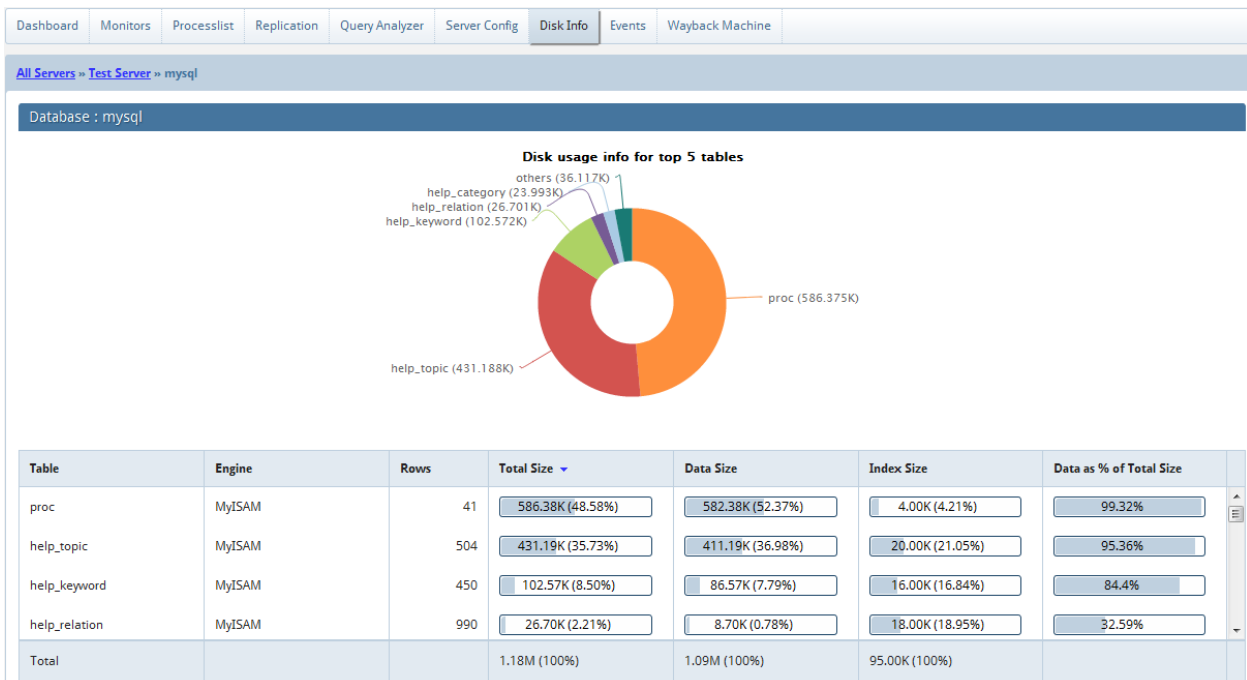 Dashboard Monitors Processlist Replication Query Analyzer Server Config Disk Info Events Wayback Machine
All Servers » Test Server » mysql
Database : mysql
Disk usage info for top 5 tables
others (36.117K)
help_category (23.993K)
help_relation (26.701K)
help_keyword (102.572K)
proc (586.375K)
help_topic (431.188K)
Table Engine Rows Total Size Data Size Index Size Data as % of Total Size
proc MyISAM 41 586.38K (48.58%) 582.38K (52.37%) 4.00K (4.21%) 99.32%
help_topic MyISAM 504 431.19K (35.73%) 411.19K (36.98%) 20.00K (21.05%) 95.36%
help_keyword MyISAM 450 102.57K (8.50%) 86.57K (7.79%) 16.00K (16.84%) 84.4%
help_relation MyISAM 990 26.70K (2.21%) 8.70K (0.78%) 18.00K (18.95%) 32.59%
Total 1.18M (100%) 1.09M (100%) 95.00K (100%)